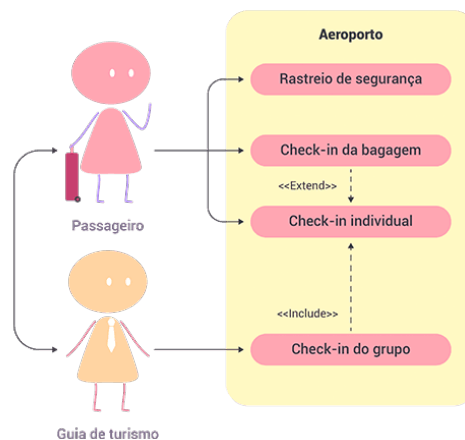 Aeroporto
Rastreio de segurança
Check-in da bagagem
<<Extend>>
Check-in individual
Passageiro
<<Include>>
Check-in do grupo
Guia de turismo